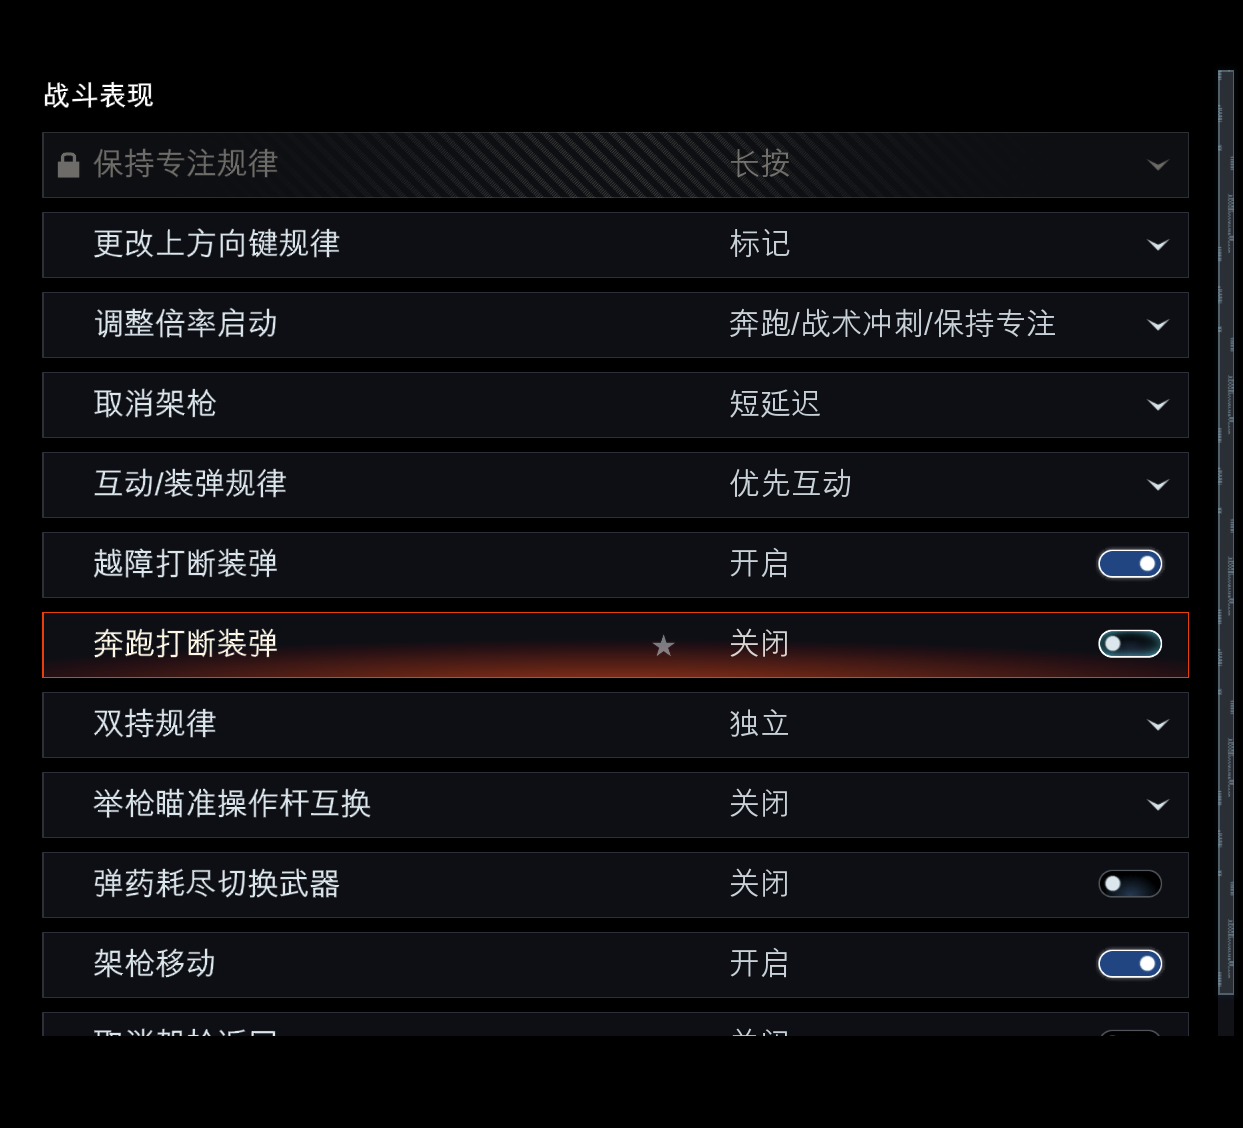 战斗表现
保持专注规律 长按
更改上方向键规律 标记
调整倍率启动 奔跑/战术冲刺/保持专注
取消架枪 短延迟
互动/装弹规律 优先互动
越障打断装弹 开启
奔跑打断装弹 关闭
双持规律 独立
举枪瞄准操作杆互换 关闭
弹药耗尽切换武器 关闭
架枪移动 开启